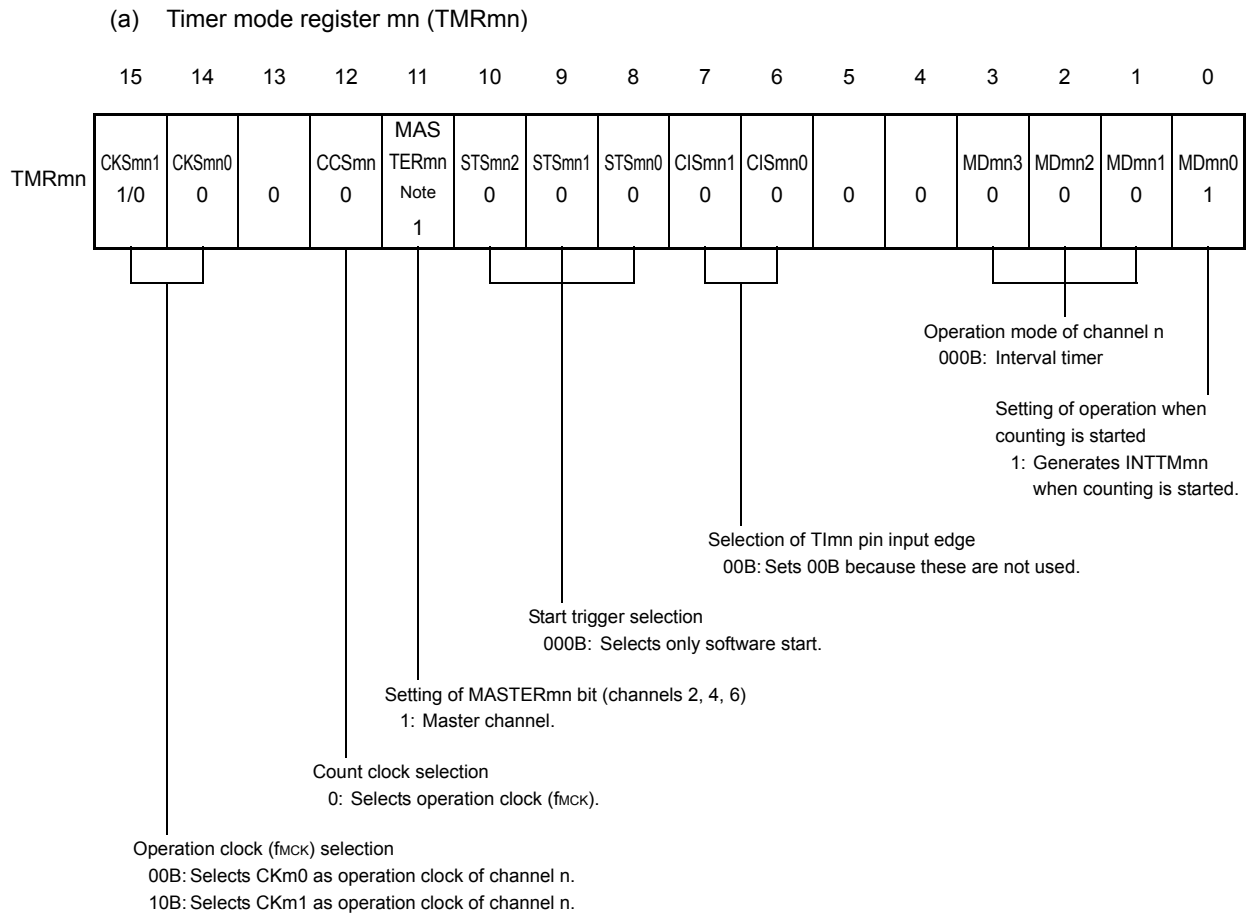 (a) Timer mode register mn (TMRmn)
15 14 13 12 11 10 9 8 7 6 5 4 3 2 1 0
TMRmn
CKSmn1
1/0
CKSmn0
0
0
CCSmn
0
MAS
TERmn
Note
1
STSmn2
0
STSmn1
0
STSmn0
0
CISmn1
0
CISmn0
0
0
0
MDmn3
0
MDmn2
0
MDmn1
0
MDmn0
1
Operation mode of channel n
000B: Interval timer
Setting of operation when
counting is started
1: Generates INTTMmn
when counting is started.
Selection of TImn pin input edge
00B: Sets 00B because these are not used.
Start trigger selection
000B: Selects only software start.
Setting of MASTERmn bit (channels 2, 4, 6)
1: Master channel.
Count clock selection
0: Selects operation clock (fMCK).
Operation clock (fMCK) selection
00B: Selects CKm0 as operation clock of channel n.
10B: Selects CKm1 as operation clock of channel n.